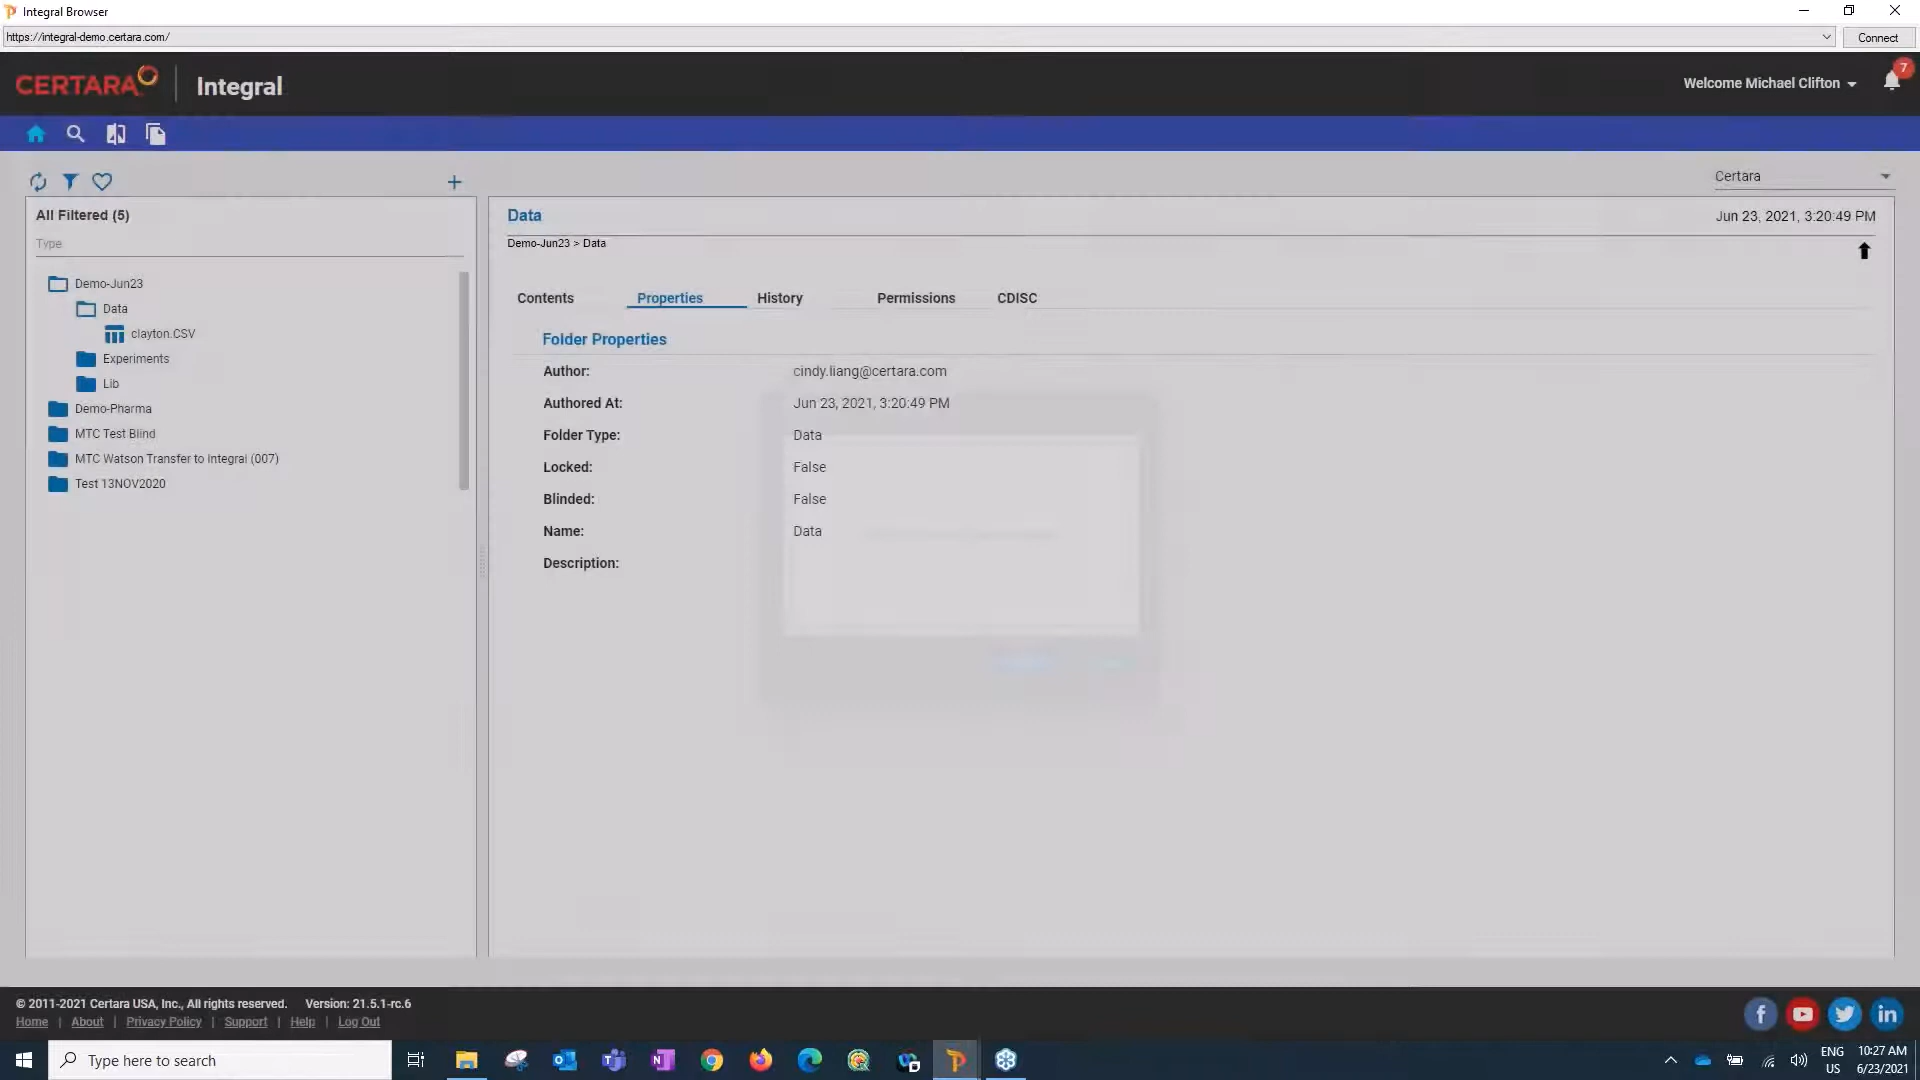 Integral Browser
https://integral-demo.certara.com/
Connect
CERTARA
Integral
Welcome Michael Clifton
7
Certara
All Filtered (5)
Type
Demo-Jun23
Data
clayton.CSV
Experiments
Lib
Demo-Pharma
MTC Test Blind
MTC Watson Transfer to Integral (007)
Test 13NOV2020
Data
Jun 23, 2021, 3:20:49 PM
Demo-Jun23 > Data
Contents Properties History Permissions CDISC
Folder Properties
Author: cindy.liang@certara.com
Authored At: Jun 23, 2021, 3:20:49 PM
Folder Type: Data
Locked: False
Blinded: False
Name: Data
Description:
© 2011-2021 Certara USA, Inc., All rights reserved. Version: 21.5.1-rc.6
Home | About | Privacy Policy | Support | Help | Log Out
Type here to search
ENG
US
10:27 AM
6/23/2021